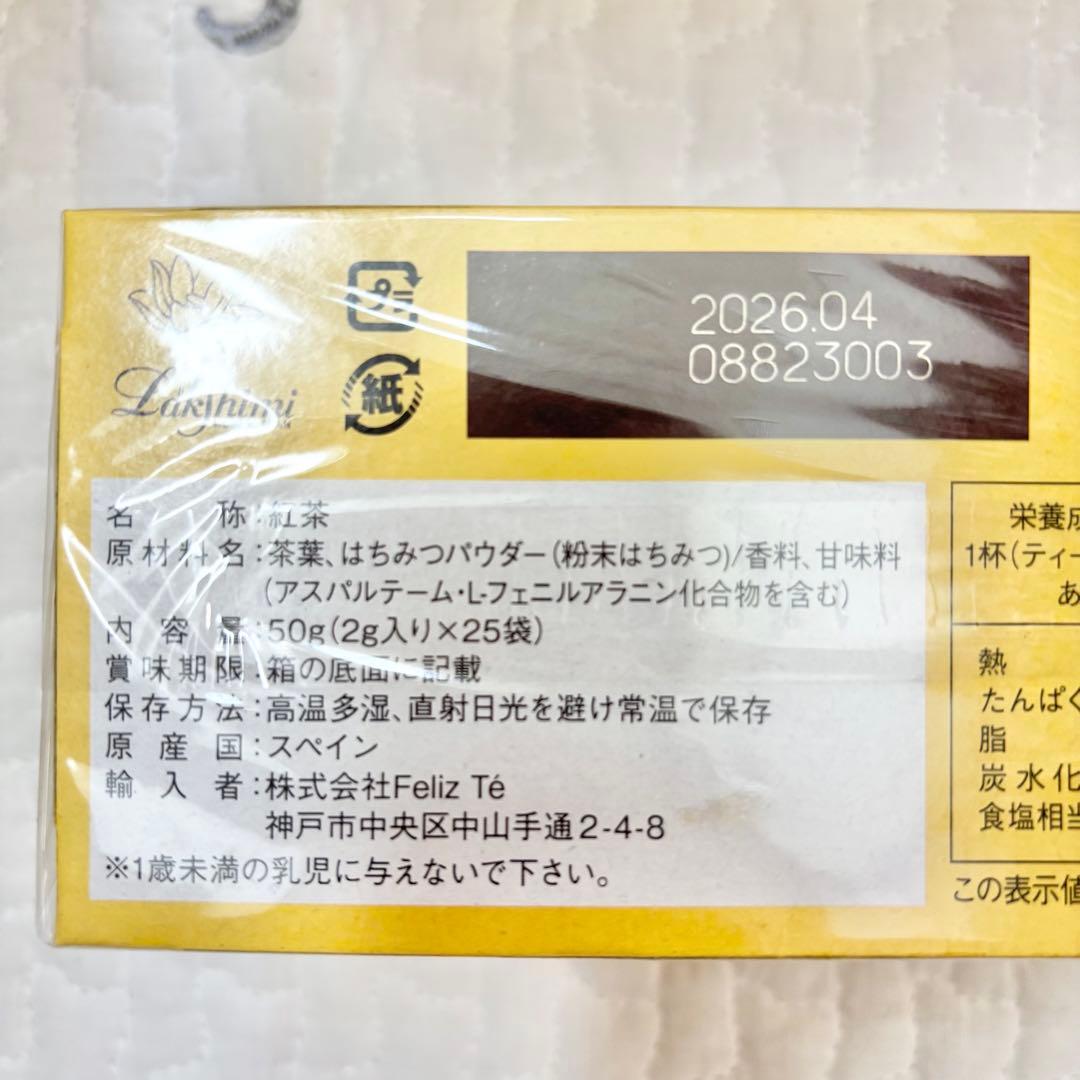 Lakshimi
プ
紙
2026.04
08823003
名称:紅茶
原材料名:茶葉、はちみつパウダー(粉末はちみつ)/香料、甘味料
(アスパルテーム・L-フェニルアラニン化合物を含む)
内容量:50g(2g入り×25袋)
賞味期限:箱の底面に記載
保存方法:高温多湿、直射日光を避け常温で保存
原産国:スペイン
輸入者:株式会社Feliz Té
神戸市中央区中山手通2-4-8
※1歳未満の乳児に与えないで下さい。
栄養成
1杯(ティー
あ
熱
たんぱく
脂
炭水化
食塩相当
この表示値